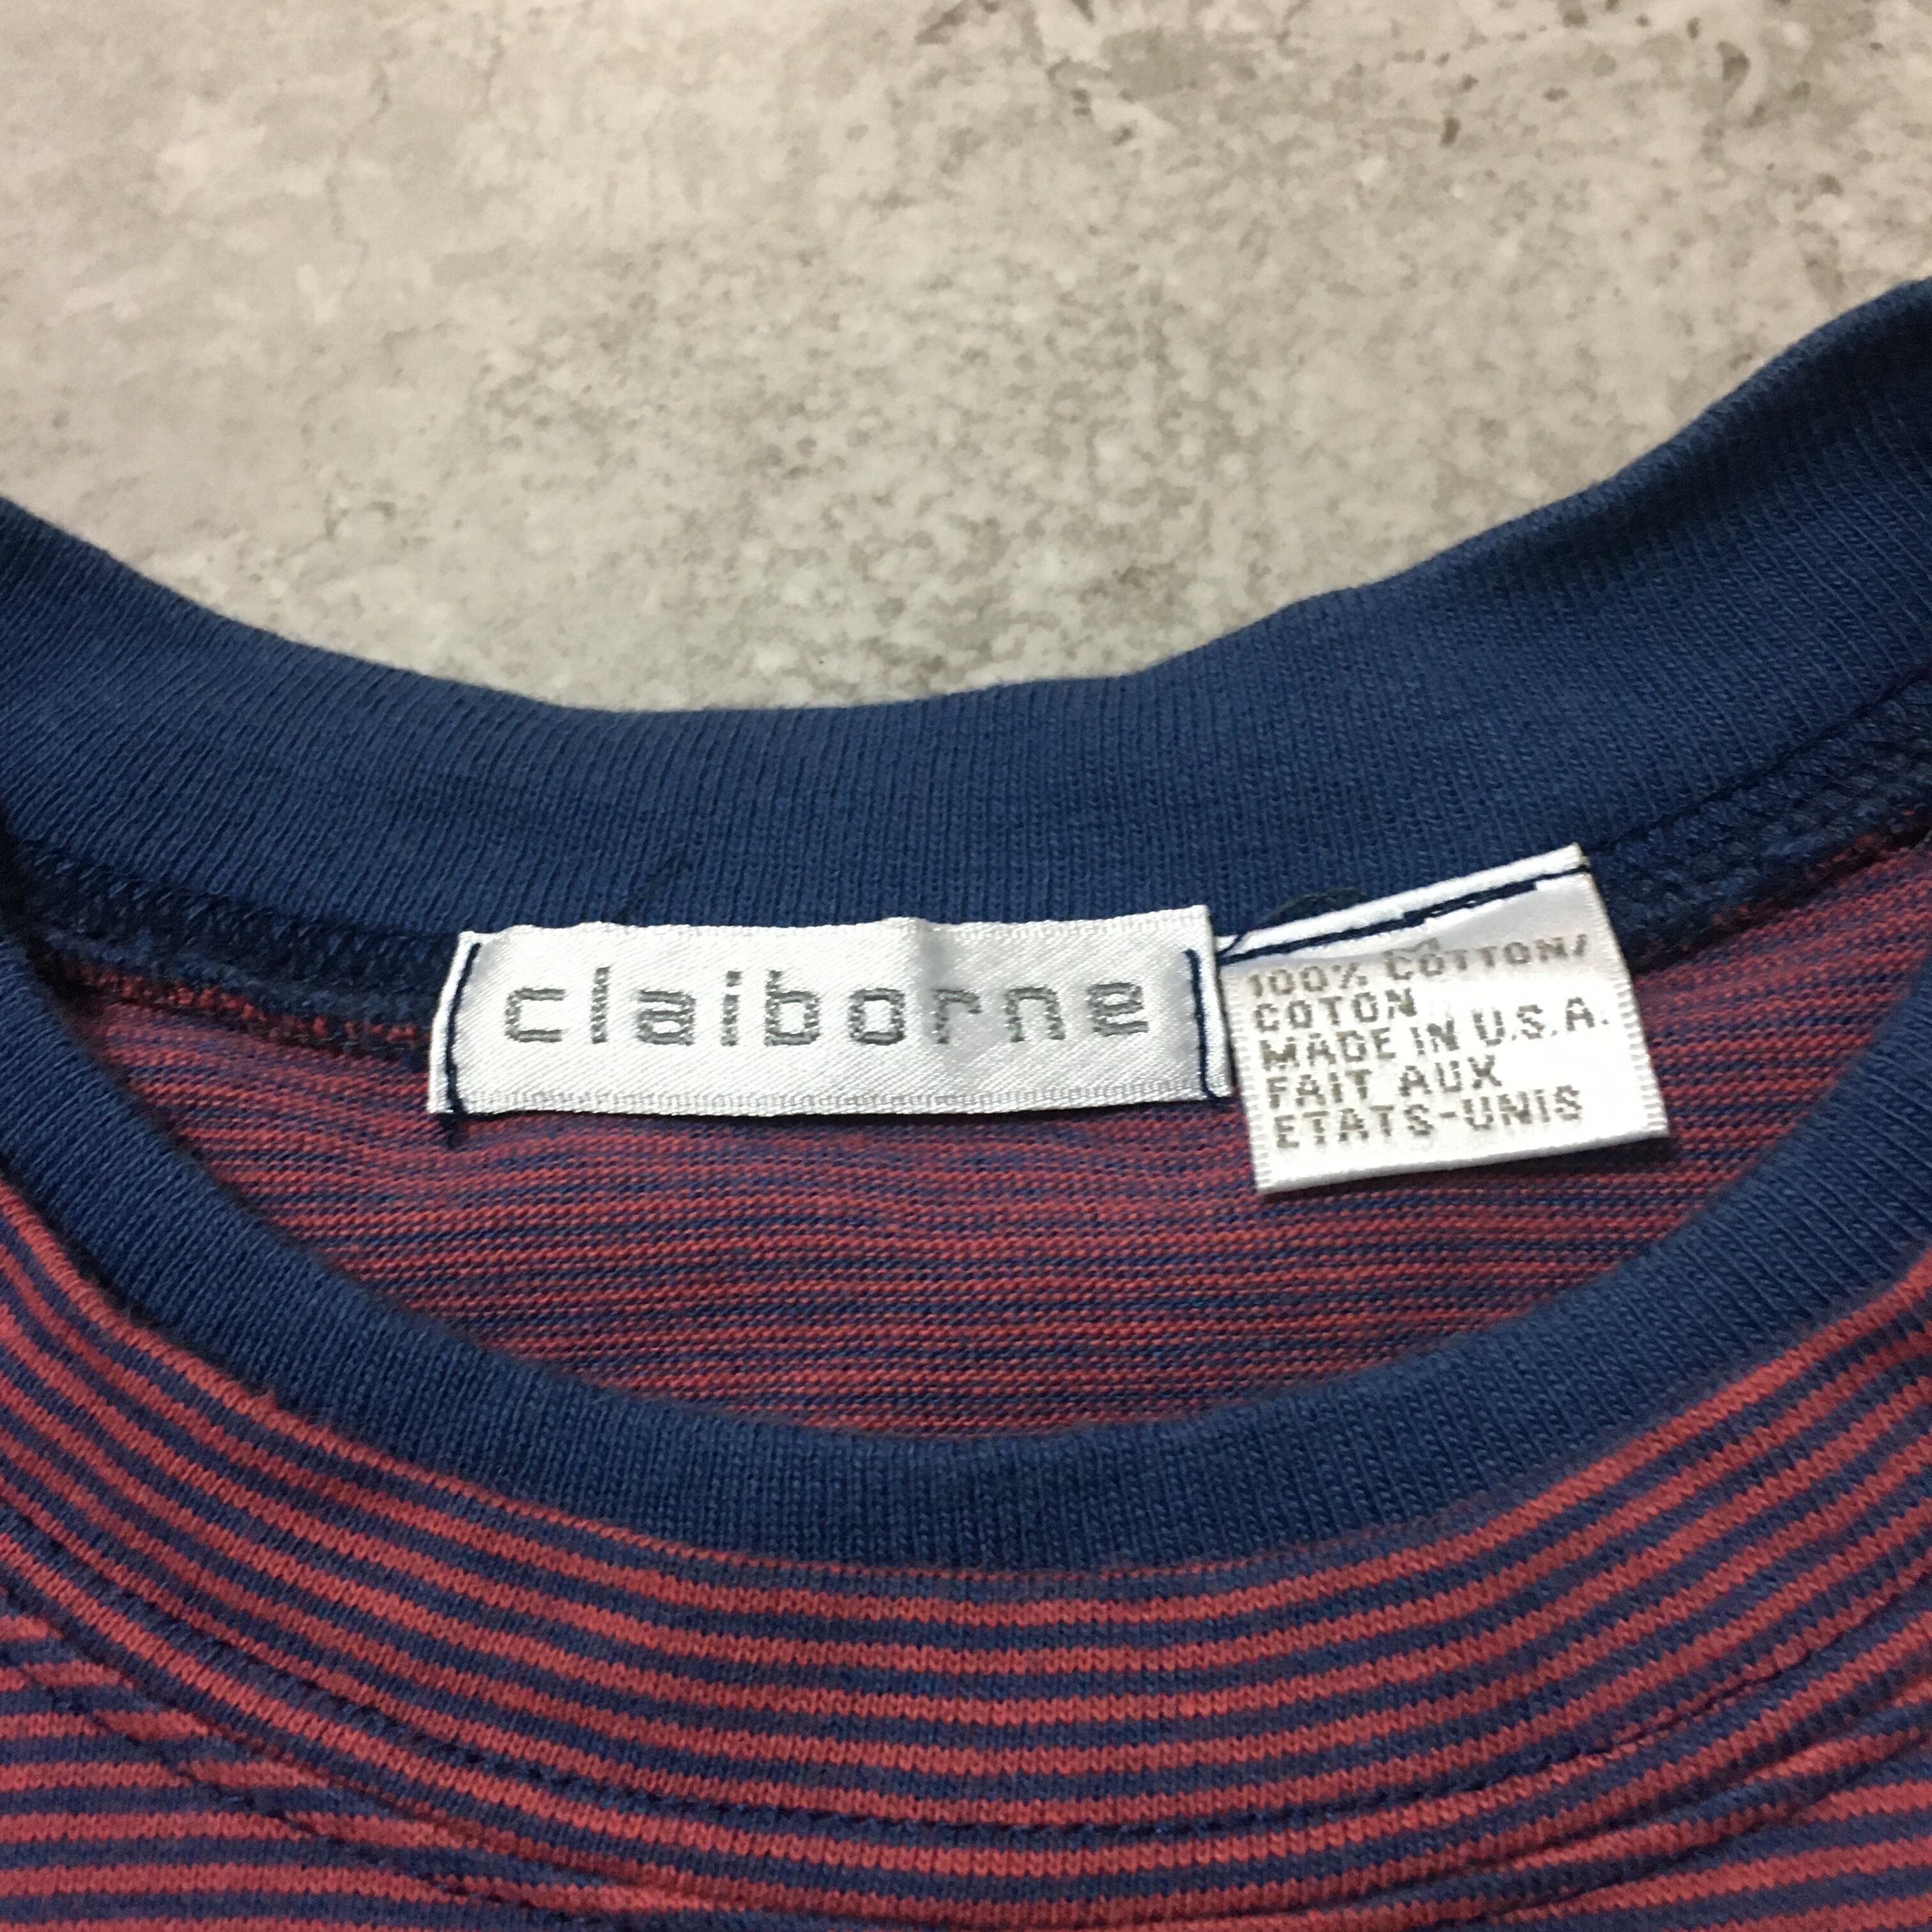 claiborne
100% COTTON/
COTON
MADE IN U.S.A.
FAIT AUX
ETATS-UNIS